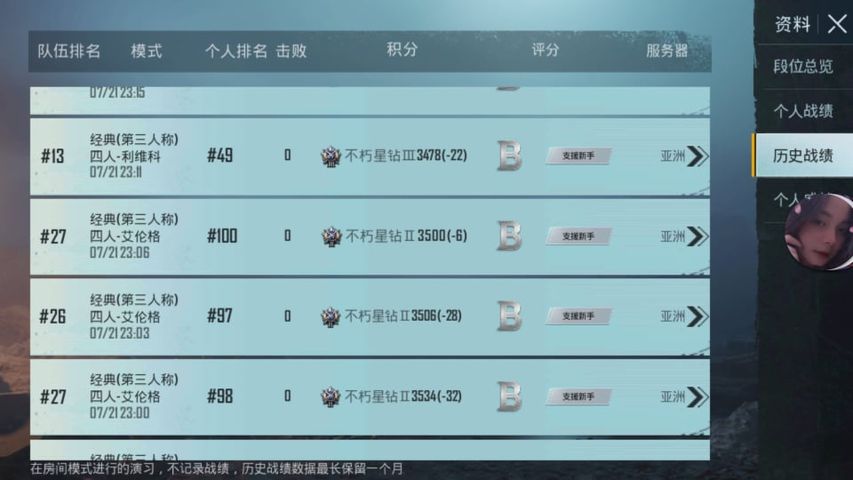 资料
队伍排名 模式 个人排名 击败 积分 评分 服务器
段位总览
07/21 23:15
个人战绩
#13 经典(第三人称) #49 0 不朽星钻III 3478(-22) B 支援新手 亚洲
四人-利维科
07/21 23:11
历史战绩
#27 经典(第三人称) #100 0 不朽星钻II 3500(-6) B 支援新手 亚洲
四人-艾伦格
07/21 23:06
个人
#26 经典(第三人称) #97 0 不朽星钻II 3506(-28) B 支援新手 亚洲
四人-艾伦格
07/21 23:03
#27 经典(第三人称) #98 0 不朽星钻II 3534(-32) B 支援新手 亚洲
四人-艾伦格
07/21 23:00
经典(第三人称)
在房间模式进行的演习，不记录战绩，历史战绩数据最长保留一个月